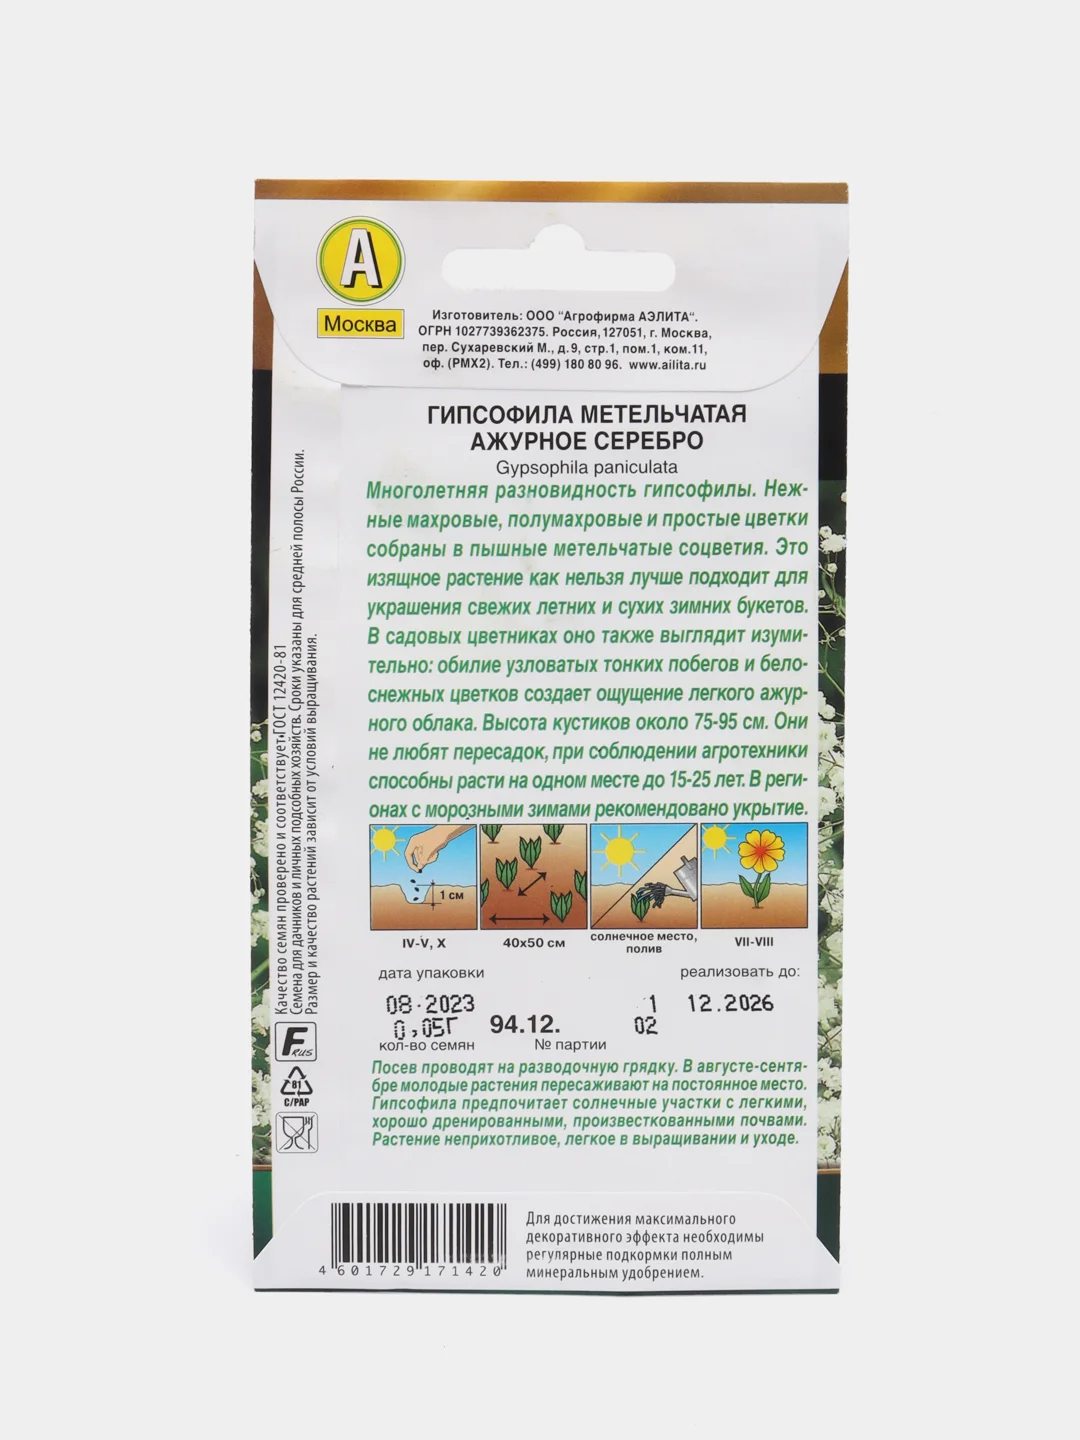 А
Москва
Изготовитель: ООО "Агрофирма АЭЛИТА".
ОГРН 1027739362375. Россия, 127051, г. Москва,
пер. Сухаревский М., д.9, стр.1, пом.1, ком.11,
оф. (РМХ2). Тел.: (499) 180 80 96. www.ailita.ru
ГИПСОФИЛА МЕТЕЛЬЧАТАЯ
АЖУРНОЕ СЕРЕБРО
Gypsophila paniculata
Многолетняя разновидность гипсофилы. Неж-
ные махровые, полумахровые и простые цветки
собраны в пышные метельчатые соцветия. Это
изящное растение как нельзя лучше подходит для
украшения свежих летних и сухих зимних букетов.
В садовых цветниках оно также выглядит изуми-
тельно: обилие узловатых тонких побегов и бело-
снежных цветков создает ощущение легкого ажур-
ного облака. Высота кустиков около 75-95 см. Они
не любят пересадок, при соблюдении агротехники
способны расти на одном месте до 15-25 лет. В реги-
онах с морозными зимами рекомендовано укрытие.
1 см
IV-V, X
40х50 см
солнечное место,
полив
VII-VIII
дата упаковки
реализовать до:
08.2023
1
12.2026
0,05Г
94.12.
02
кол-во семян
№ партии
Посев проводят на разводочную грядку. В августе-сентя-
бре молодые растения пересаживают на постоянное место.
Гипсофила предпочитает солнечные участки с легкими,
хорошо дренированными, произвесткованными почвами.
Растение неприхотливое, легкое в выращивании и уходе.
Качество семян проверено и соответствует ГОСТ 12420-81
Семена для дачников и личных подсобных хозяйств. Сроки указаны для средней полосы России.
Размер и качество растений зависит от условий выращивания.
F RUS
81
C/PAP
4 601729 171420
Для достижения максимального
декоративного эффекта необходимы
регулярные подкормки полным
минеральным удобрением.